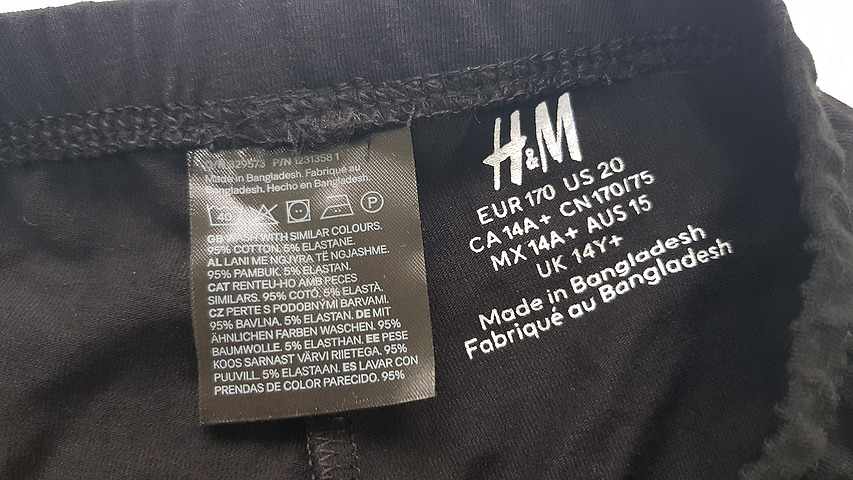 829573 P/N 1231358 1
Made in Bangladesh. Fabriqué au
Bangladesh. Hecho en Bangladesh.
40 P
GB WASH WITH SIMILAR COLOURS.
95% COTTON. 5% ELASTANE.
AL LANI ME NGJYRA TË NGJASHME.
95% PAMBUK. 5% ELASTAN.
CAT RENTEU-HO AMB PECES
SIMILARS. 95% COTÓ. 5% ELASTÀ.
CZ PERTE S PODOBNÝMI BARVAMI.
95% BAVLNA. 5% ELASTAN. DE MIT
ÄHNLICHEN FARBEN WASCHEN. 95%
BAUMWOLLE. 5% ELASTHAN. EE PESE
KOOS SARNAST VÄRVI RIIETEGA. 95%
PUUVILL. 5% ELASTAAN. ES LAVAR CON
PRENDAS DE COLOR PARECIDO. 95%
H&M
EUR 170 US 20
CA 14A+ CN 170/75
MX 14A+ AUS 15
UK 14Y+
Made in Bangladesh
Fabriqué au Bangladesh